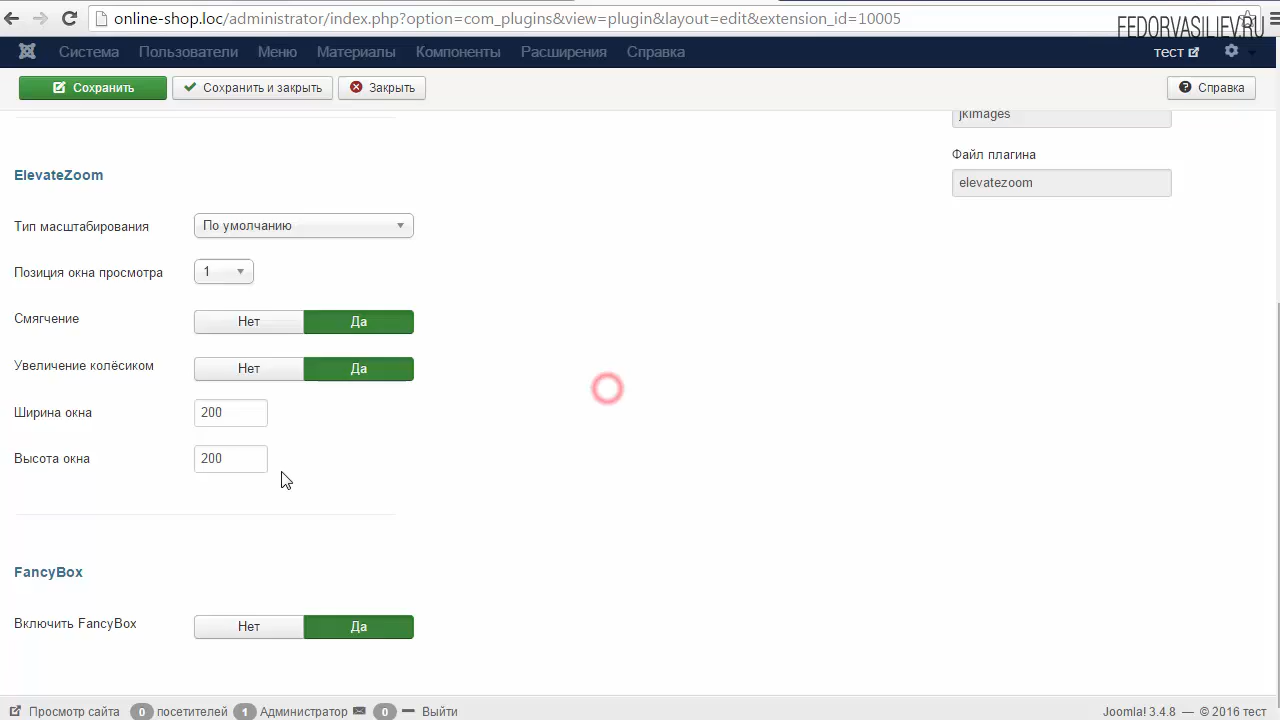 online-shop.loc/administrator/index.php?option=com_plugins&view=plugin&layout=edit&extension_id=10005
FEDORVASILIEV.RU
Система Пользователи Меню Материалы Компоненты Расширения Справка тест
Сохранить Сохранить и закрыть Закрыть Справка
jkimages
Файл плагина
elevatezoom
ElevateZoom
Тип масштабирования По умолчанию
Позиция окна просмотра 1
Смягчение Нет Да
Увеличение колёсиком Нет Да
Ширина окна 200
Высота окна 200
FancyBox
Включить FancyBox Нет Да
Просмотр сайта 0 посетителей 1 Администратор 0 Выйти Joomla! 3.4.8 — © 2016 тест